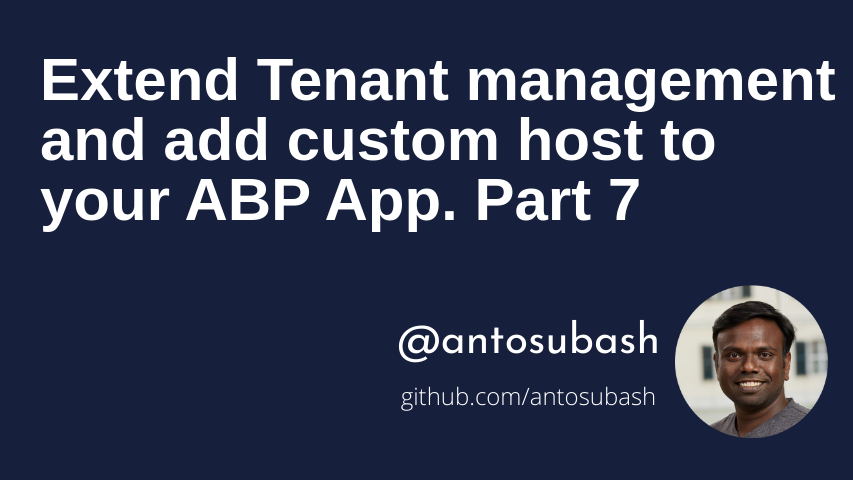 Extend Tenant management
and add custom host to
your ABP App. Part 7
@antosubash
github.com/antosubash